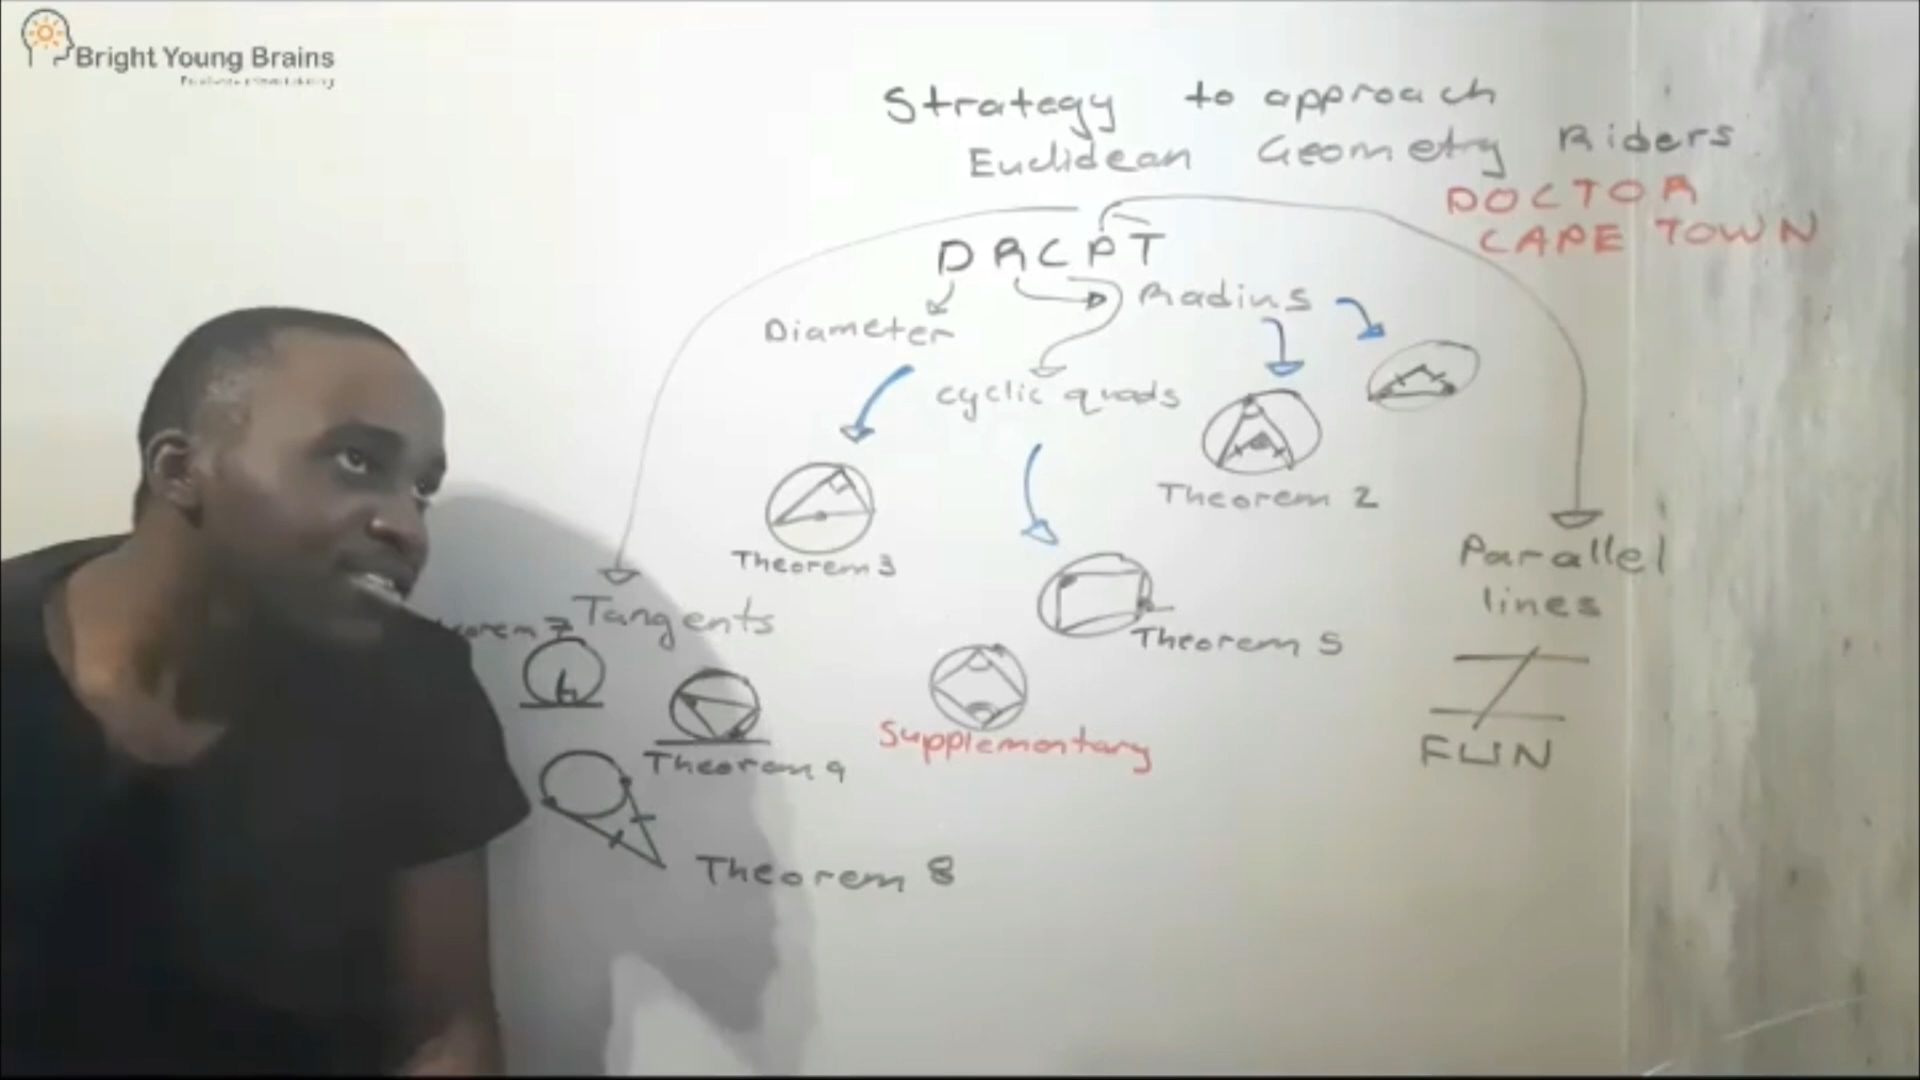 Bright Young Brains
Strategy to approach
Euclidean Geometry Riders
DOCTOR
CAPE TOWN
DRCPT
Radius
Diameter
cyclic quads
Theorem 2
Theorem 3
Parallel
lines
Tangents
Theorem 5
Supplementary
FUN
Theorem 9
Theorem 8